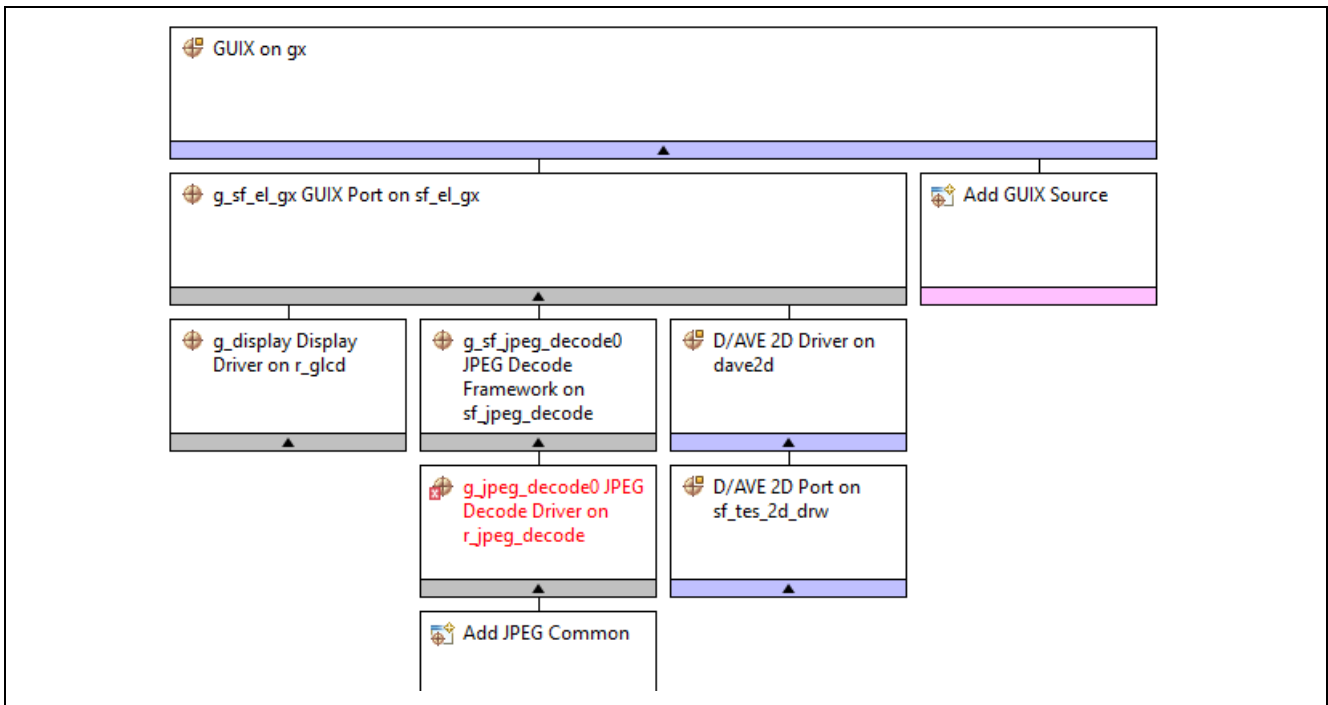 GUIX on gx
g_sf_el_gx GUIX Port on sf_el_gx
Add GUIX Source
g_display Display
Driver on r_glcd
g_sf_jpeg_decode0
JPEG Decode
Framework on
sf_jpeg_decode
D/AVE 2D Driver on
dave2d
g_jpeg_decode0 JPEG
Decode Driver on
r_jpeg_decode
D/AVE 2D Port on
sf_tes_2d_drw
Add JPEG Common